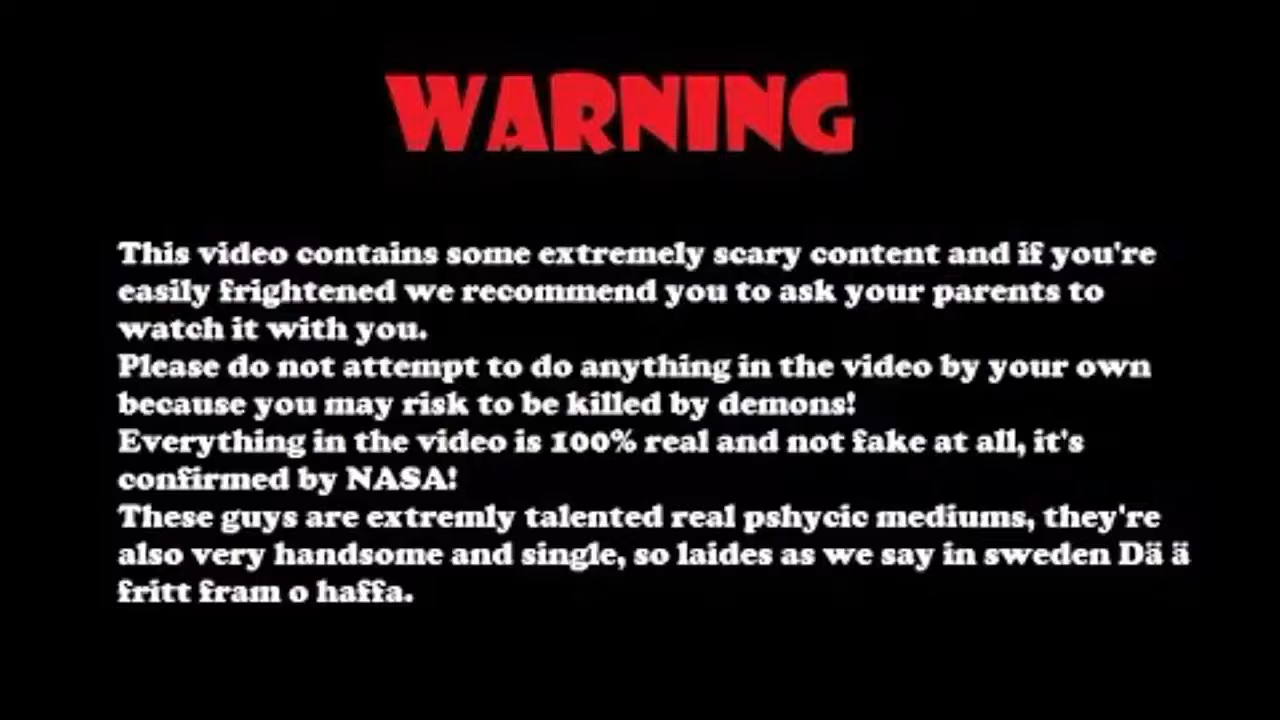 WARNING
This video contains some extremely scary content and if you're
easily frightened we recommend you to ask your parents to
watch it with you.
Please do not attempt to do anything in the video by your own
because you may risk to be killed by demons!
Everything in the video is 100% real and not fake at all, it's
confirmed by NASA!
These guys are extremly talented real pshycic mediums, they're
also very handsome and single, so laides as we say in sweden Dä ä
fritt fram o haffa.